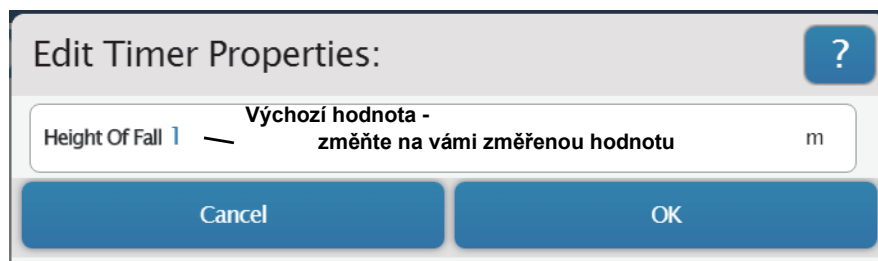 Edit Timer Properties:
?
Výchozí hodnota -
Height Of Fall 1
změňte na vámi změřenou hodnotu
m
Cancel
OK